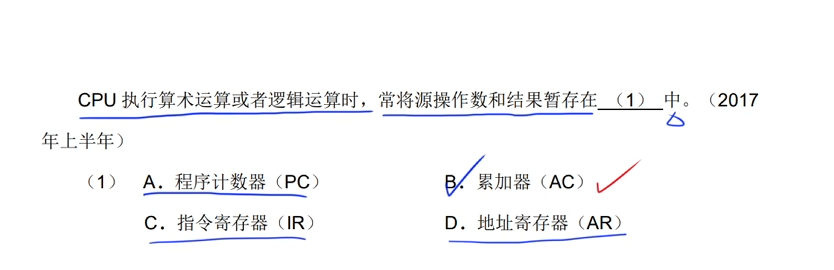 CPU 执行算术运算或者逻辑运算时，常将源操作数和结果暂存在 （1） 中。（2017
年上半年）
（1） A．程序计数器（PC） B．累加器（AC）
C．指令寄存器（IR） D．地址寄存器（AR）